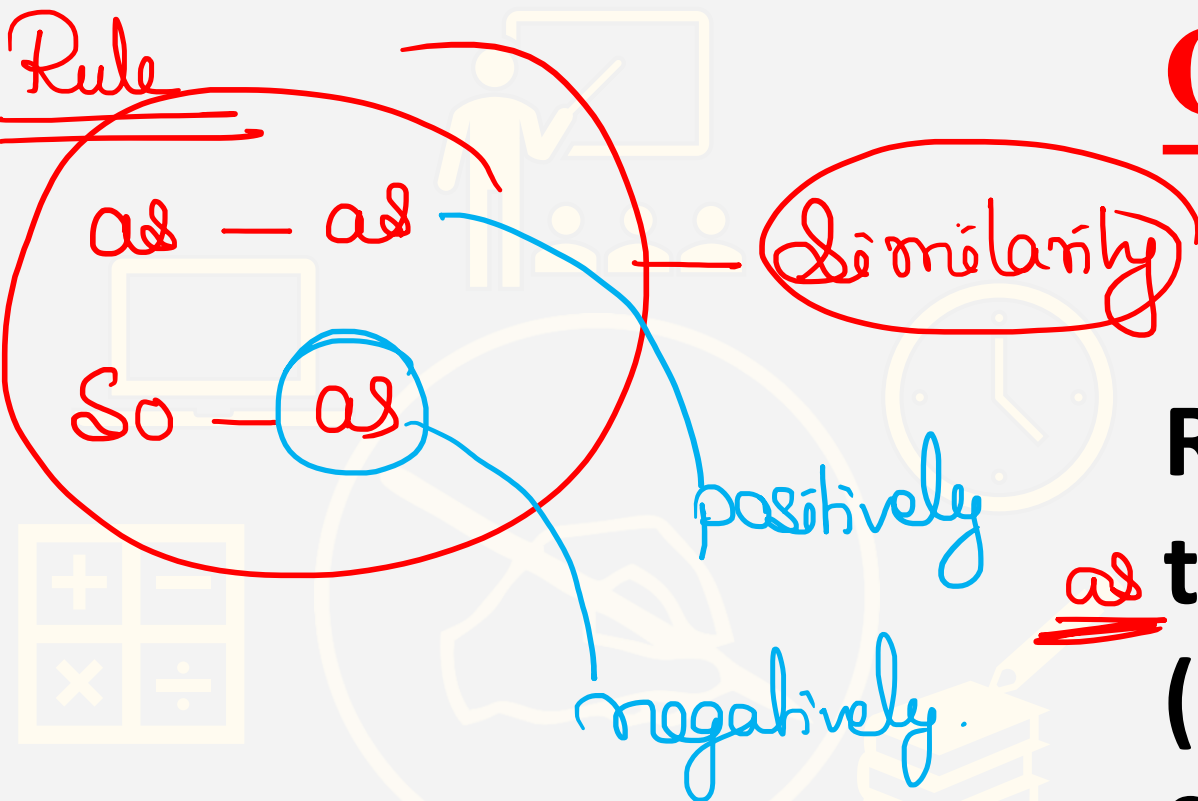 Rule
as — as
Similarity
So — as
positively
as t
negatively.
(